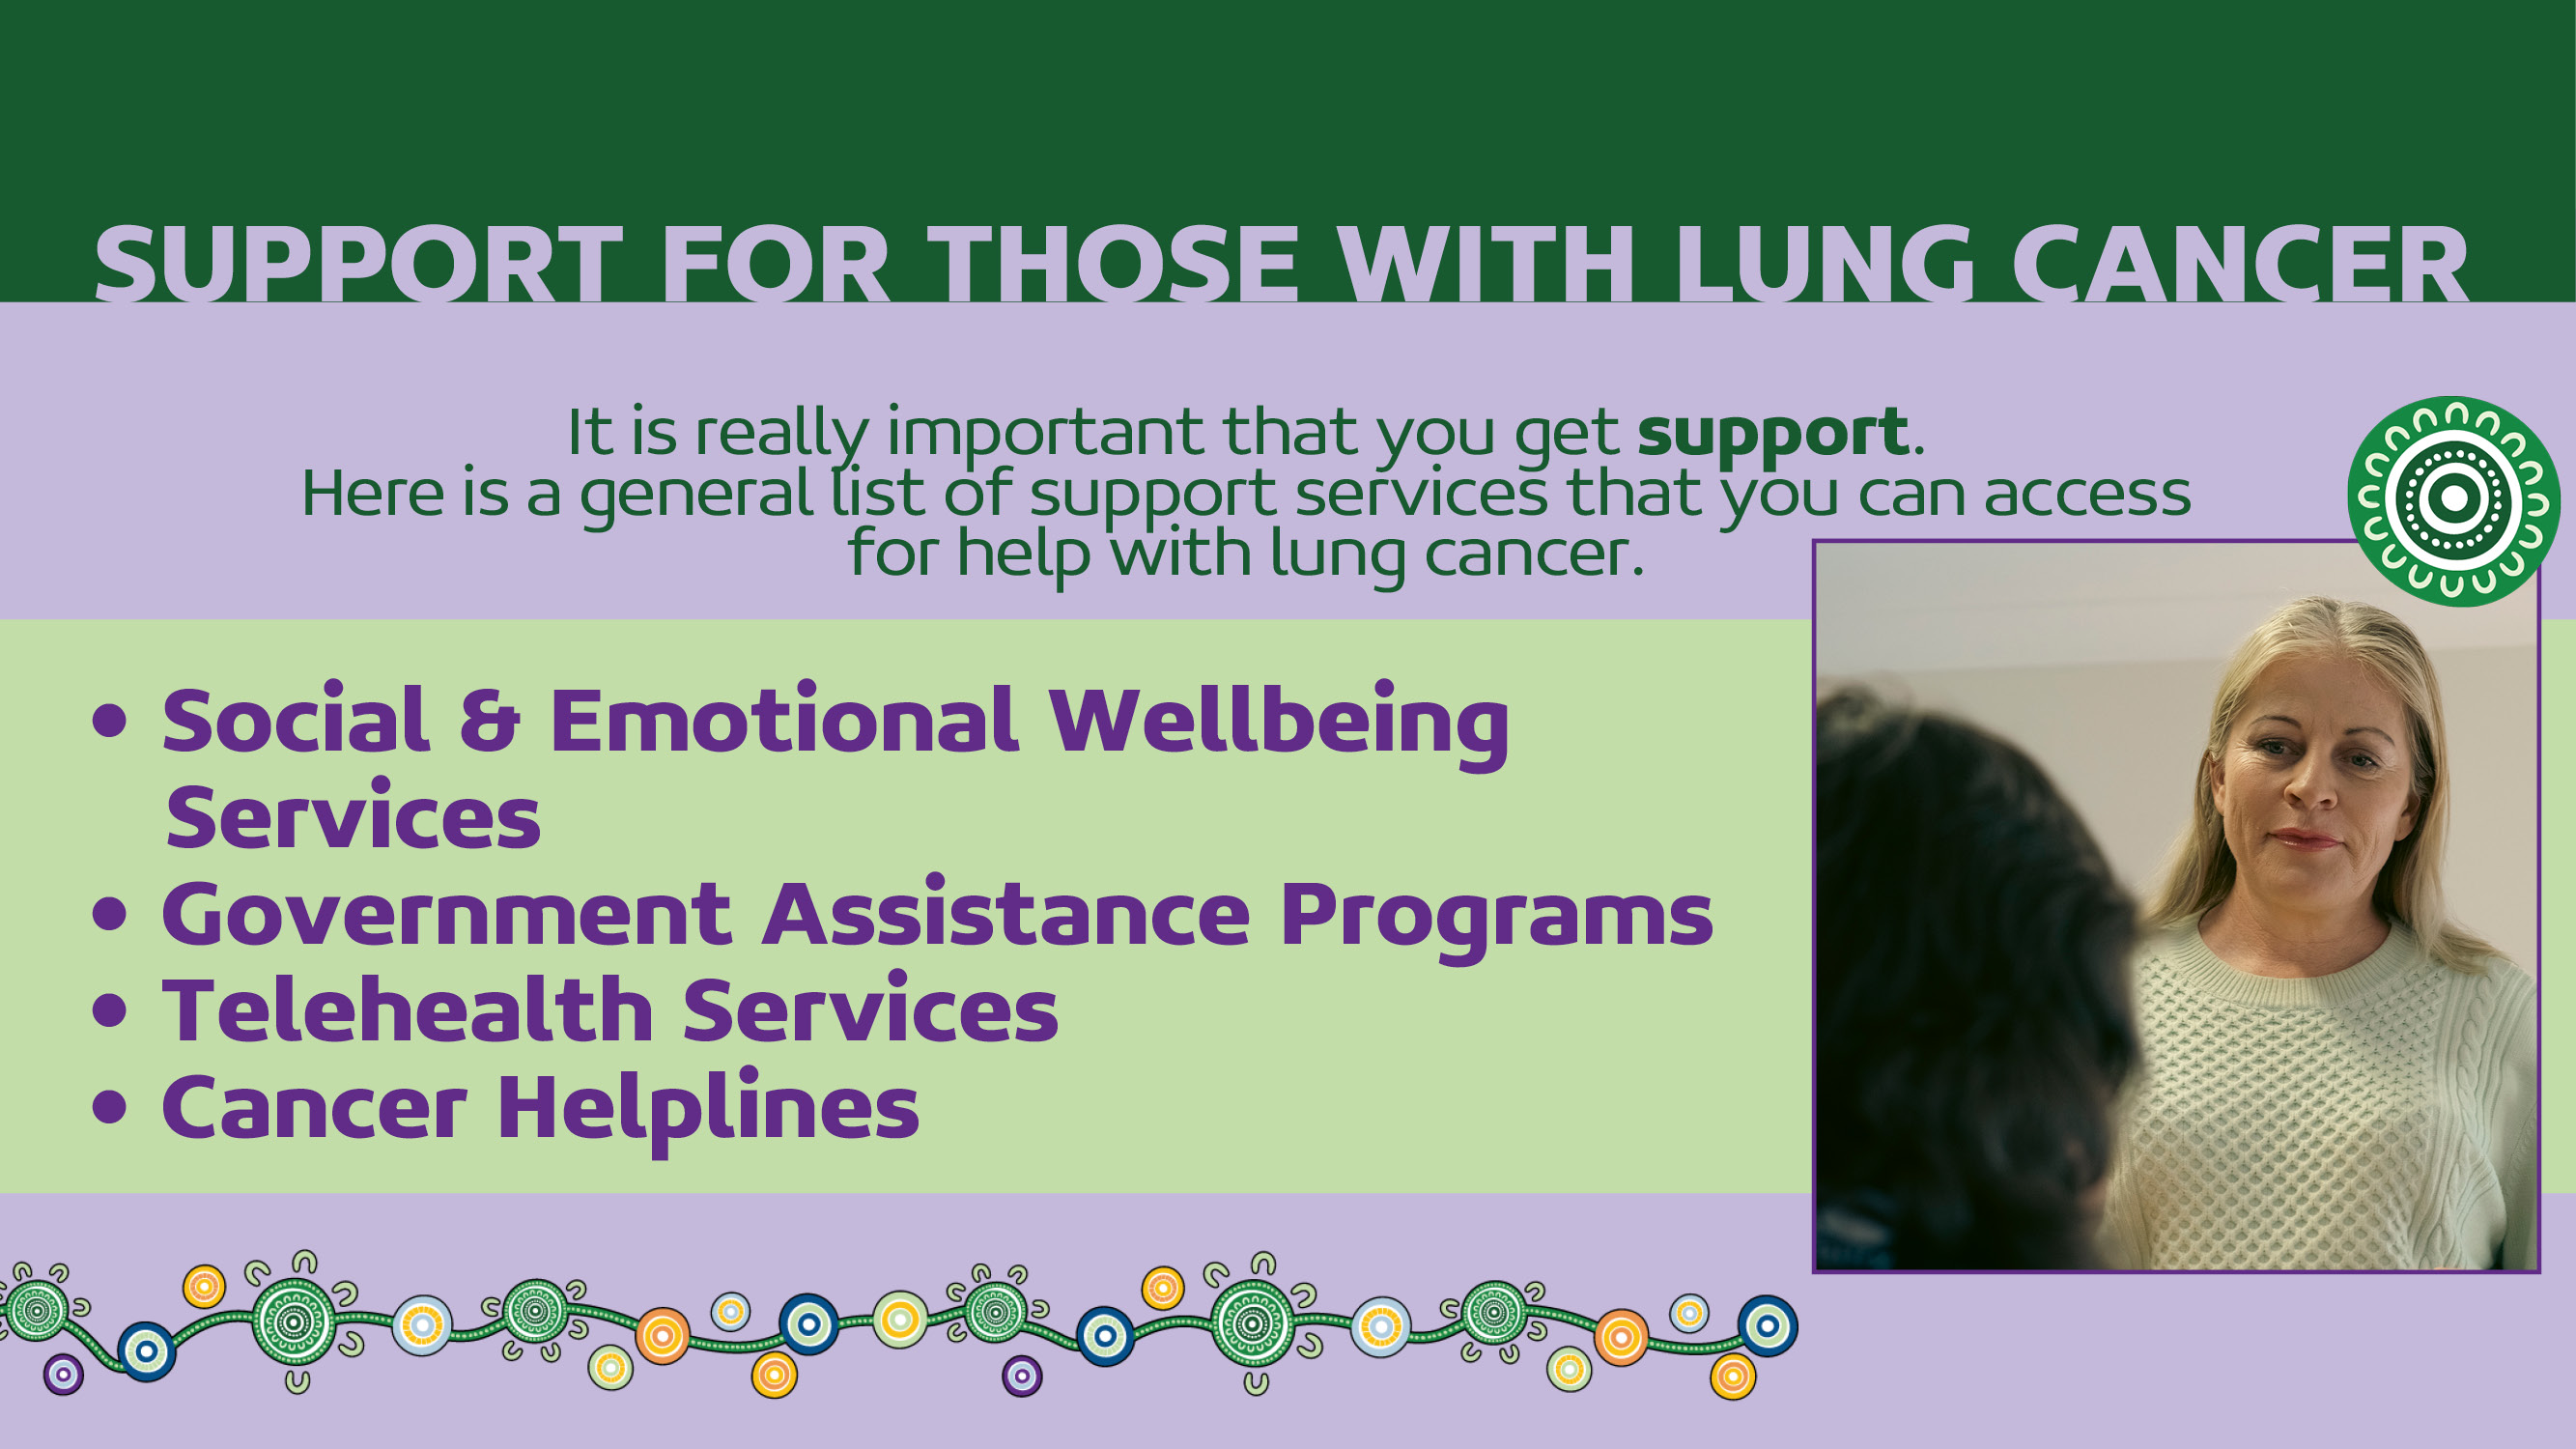 SUPPORT FOR THOSE WITH LUNG CANCER
It is really important that you get support.
Here is a general list of support services that you can access
for help with lung cancer.
• Social & Emotional Wellbeing
Services
• Government Assistance Programs
• Telehealth Services
• Cancer Helplines